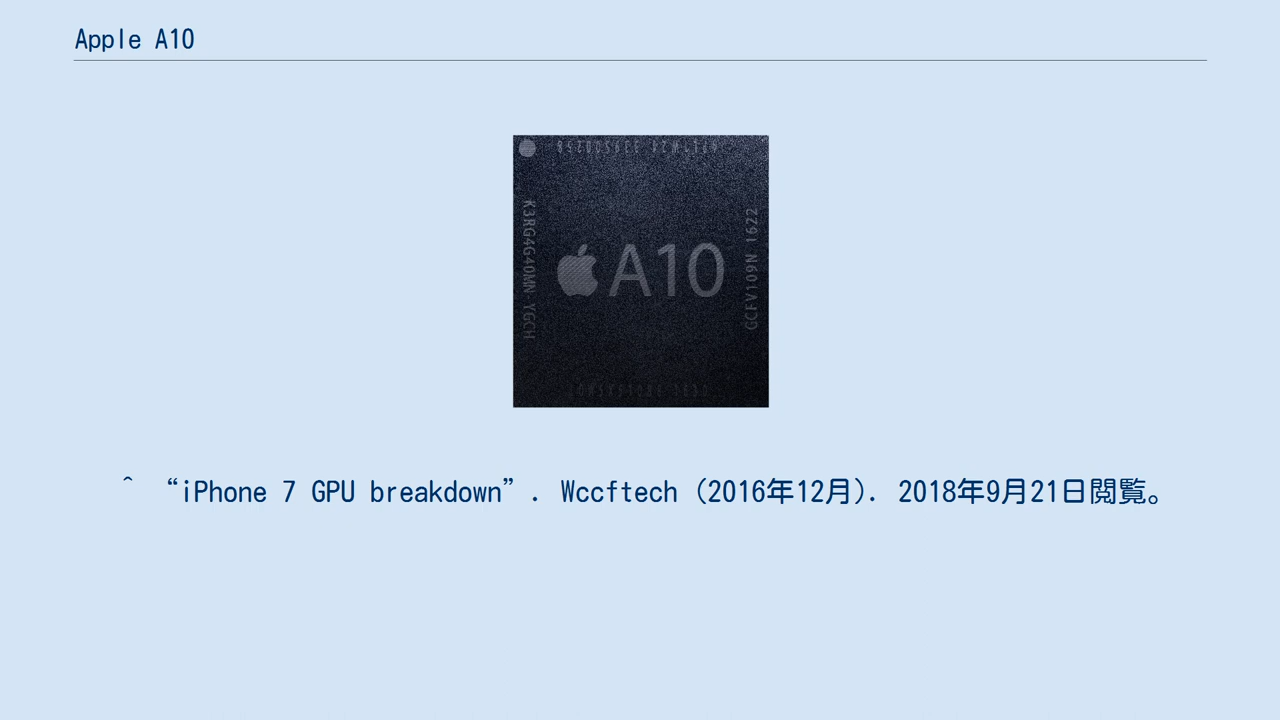 Apple A10
K3RG4G40MN YGCH
A10
GCFV109N 1622
^ “iPhone 7 GPU breakdown”. Wccftech (2016年12月). 2018年9月21日閲覧。